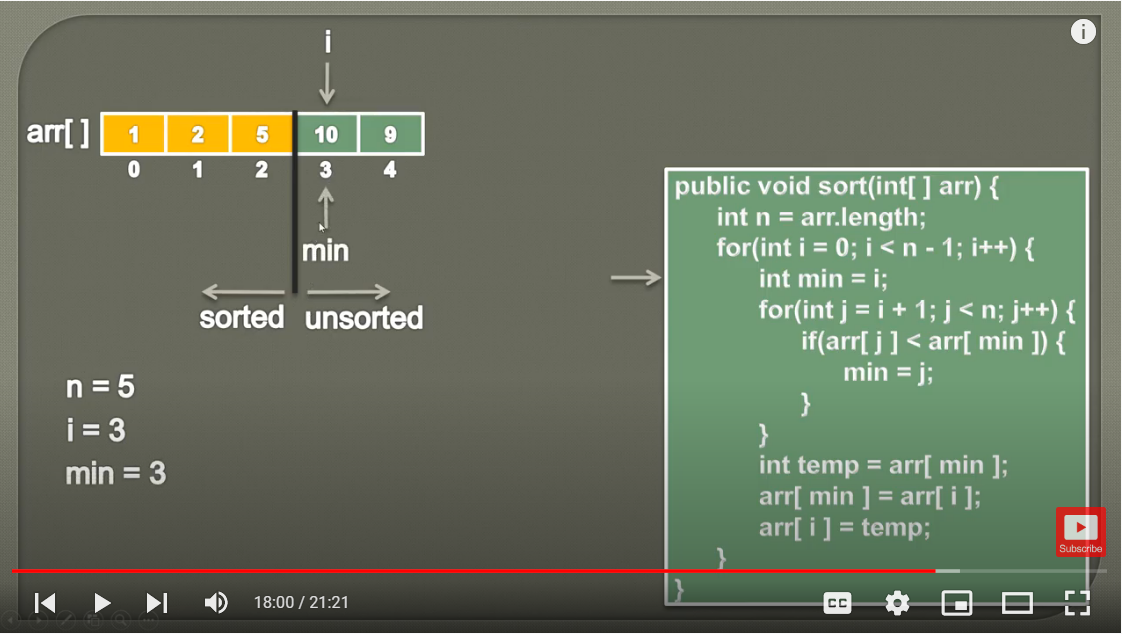 i
arr[ ] 1 2 5 10 9
0 1 2 3 4
min
sorted unsorted
n = 5
i = 3
min = 3
public void sort(int[ ] arr) {
int n = arr.length;
for(int i = 0; i < n - 1; i++) {
int min = i;
for(int j = i + 1; j < n; j++) {
if(arr[ j ] < arr[ min ]) {
min = j;
}
}
int temp = arr[ min ];
arr[ min ] = arr[ i ];
arr[ i ] = temp;
}
}
Subscribe
18:00 / 21:21
CC
i